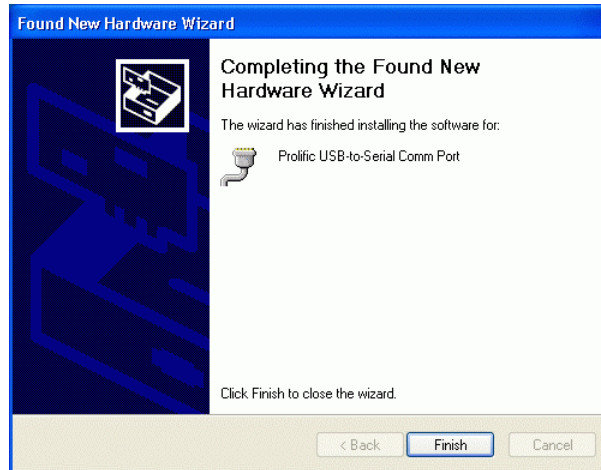 Found New Hardware Wizard
Completing the Found New
Hardware Wizard
The wizard has finished installing the software for:
Prolific USB-to-Serial Comm Port
Click Finish to close the wizard.
< Back
Finish
Cancel